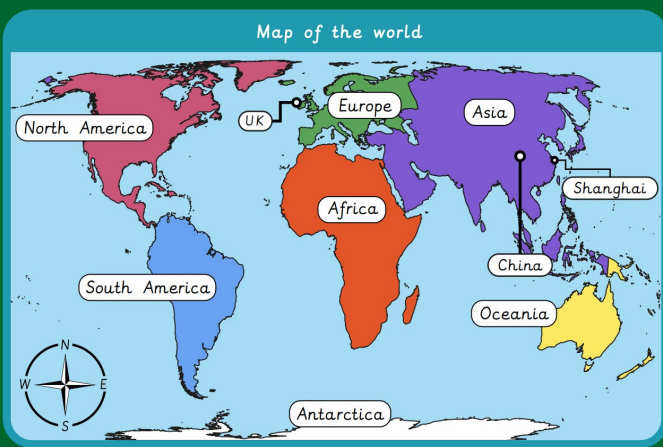 Map of the world
North America
UK
Europe
Asia
Shanghai
Africa
China
South America
Oceania
Antarctica
N
W E
S